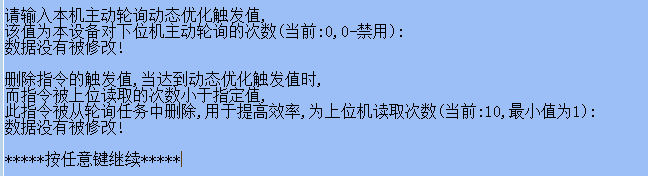 请输入本机主动轮询动态优化触发值,
该值为本设备对下位机主动轮询的次数(当前:0,0-禁用):
数据没有被修改!
删除指令的触发值,当达到动态优化触发值时,
而指令被上位读取的次数小于指定值,
此指令被从轮询任务中删除,用于提高效率,为上位机读取次数(当前:10,最小值为1):
数据没有被修改!
*****按任意键继续*****